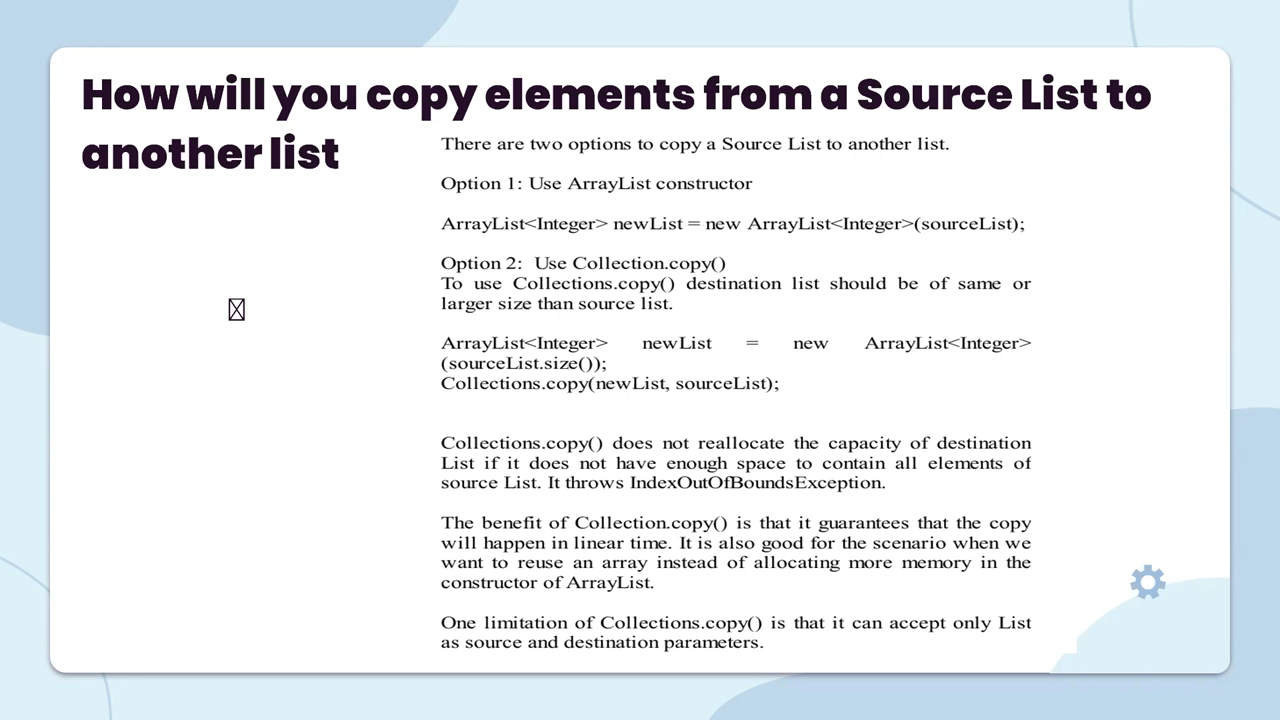 How will you copy elements from a Source List to
another list
There are two options to copy a Source List to another list.
Option 1: Use ArrayList constructor
ArrayList<Integer> newList = new ArrayList<Integer>(sourceList);
Option 2:  Use Collection.copy()
To use Collections.copy() destination list should be of same or
larger size than source list.
ArrayList<Integer> newList = new ArrayList<Integer>
(sourceList.size());
Collections.copy(newList, sourceList);
Collections.copy() does not reallocate the capacity of destination
List if it does not have enough space to contain all elements of
source List. It throws IndexOutOfBoundsException.
The benefit of Collection.copy() is that it guarantees that the copy
will happen in linear time. It is also good for the scenario when we
want to reuse an array instead of allocating more memory in the
constructor of ArrayList.
One limitation of Collections.copy() is that it can accept only List
as source and destination parameters.